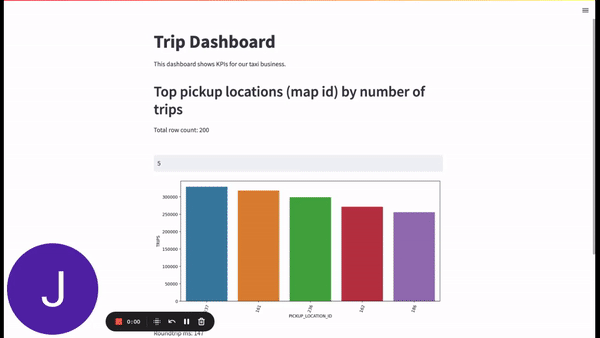 Trip Dashboard
This dashboard shows KPIs for our taxi business.
Top pickup locations (map id) by number of
trips
Total row count: 200
5
300000
250000
200000
150000
100000
50000
0
TRIPS
237
161
236
162
186
PICKUP_LOCATION_ID
J
0:00
Roundtrip ms: 147